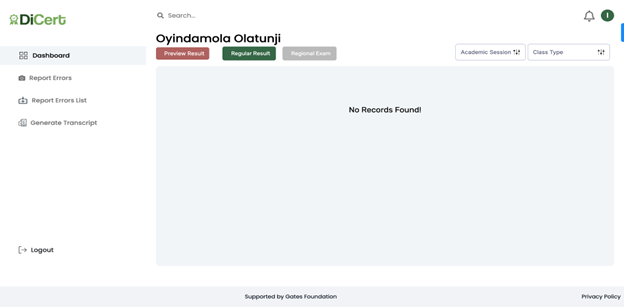 DiCert
Search...
I
Oyindamola Olatunji
Preview Result
Regular Result
Regional Exam
Academic Session
Class Type
Dashboard
Report Errors
Report Errors List
Generate Transcript
No Records Found!
Logout
Supported by Gates Foundation
Privacy Policy